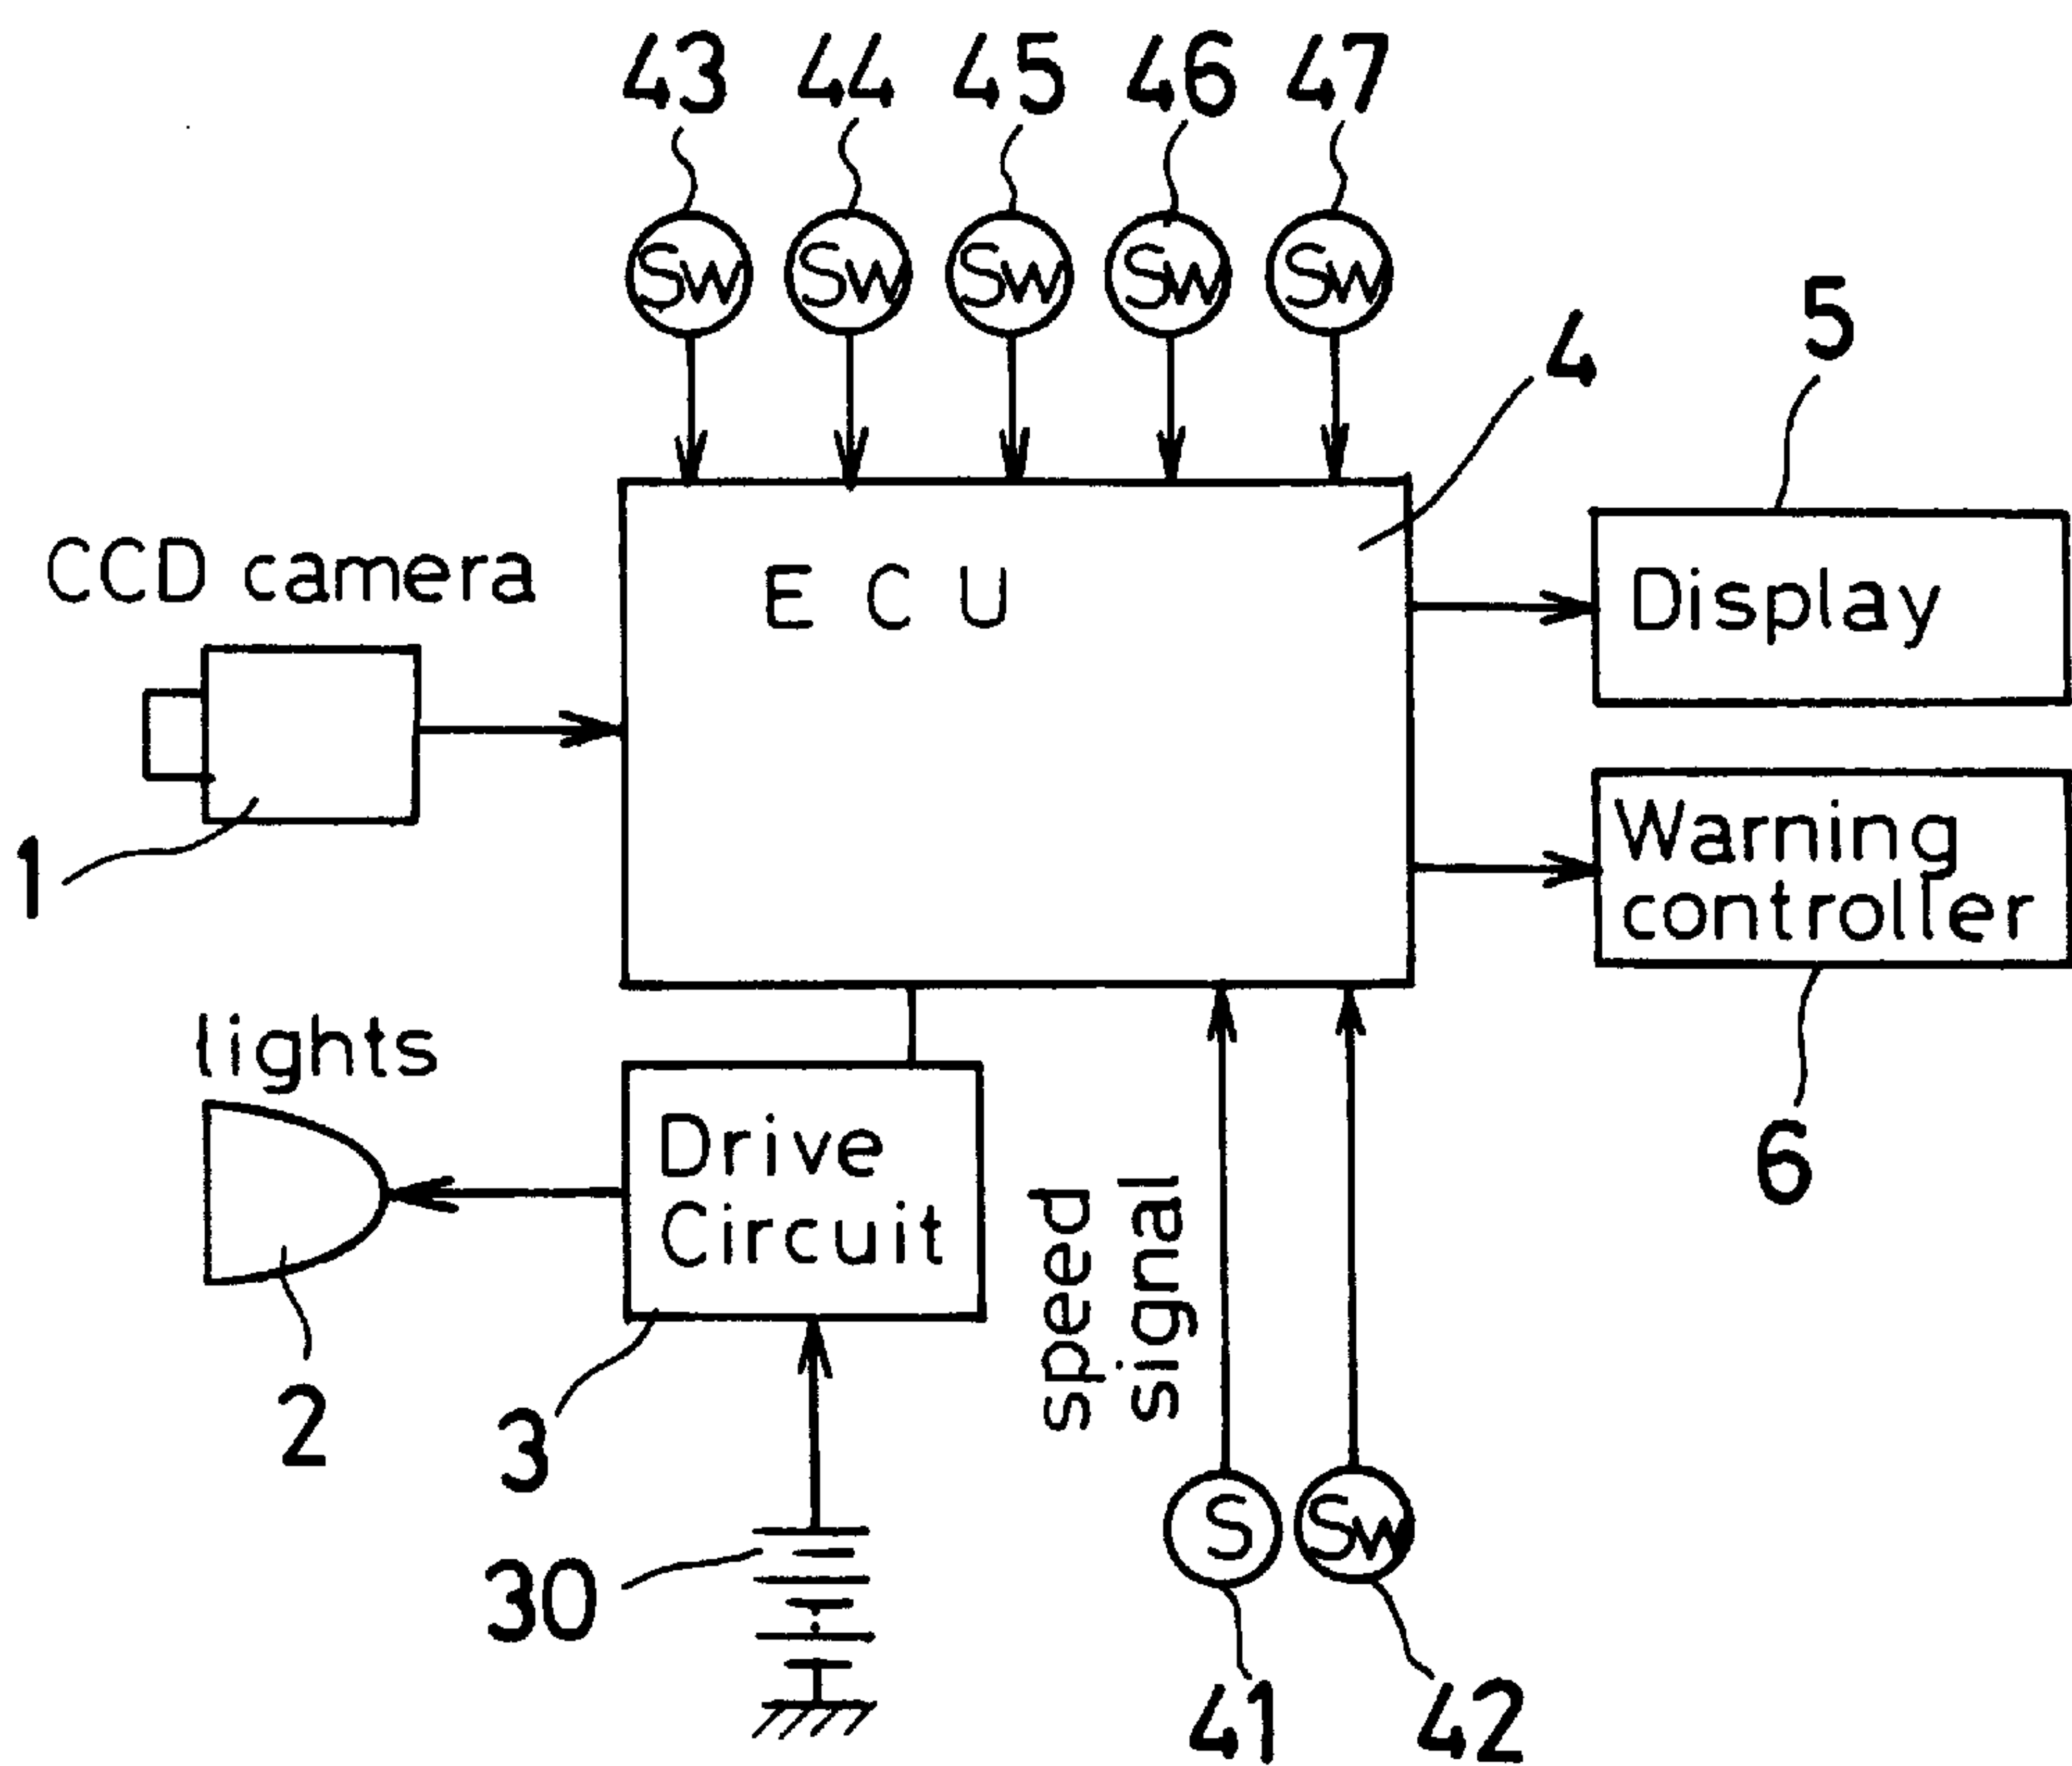 43 44 45 46 47
SW SW SW SW SW
4
5
CCD camera
E C U
Display
1
Warning
controller
lights
Drive
Circuit
speed
signal
6
2
3
30
S SW
41 42